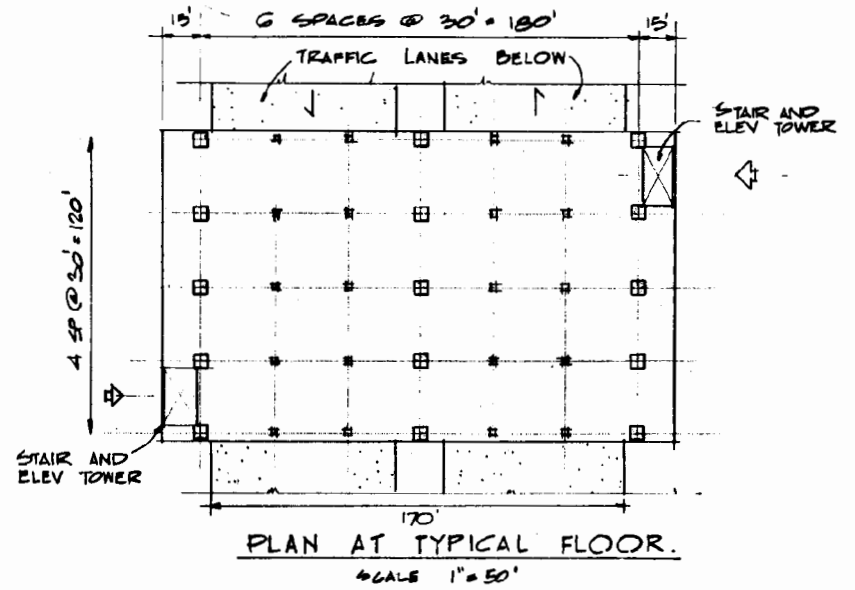 15' 6 SPACES @ 30' = 180' 15'
TRAFFIC LANES BELOW
STAIR AND
ELEV TOWER
4 SP @ 30' = 120'
STAIR AND
ELEV TOWER
170'
PLAN AT TYPICAL FLOOR.
SCALE 1" = 50'